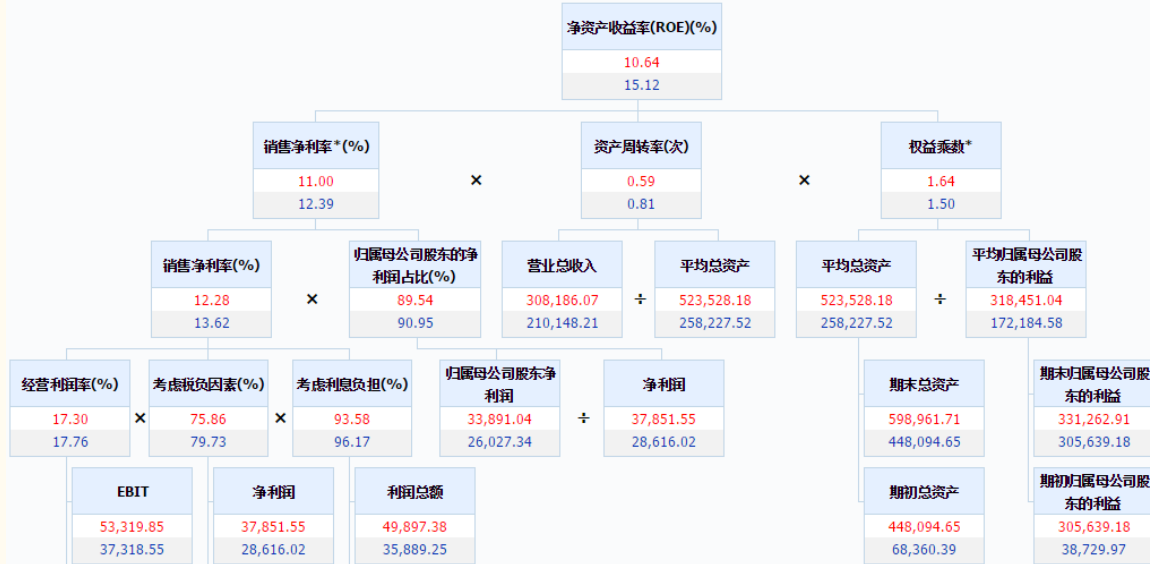 净资产收益率(ROE)(%)
10.64
15.12
销售净利率*(%)
资产周转率(次)
权益乘数*
11.00
×
0.59
×
1.64
12.39
0.81
1.50
销售净利率(%)
归属母公司股东的净
利润占比(%)
营业总收入
平均总资产
平均总资产
平均归属母公司股
东的利益
12.28
×
89.54
308,186.07
÷
523,528.18
523,528.18
÷
318,451.04
13.62
90.95
210,148.21
258,227.52
258,227.52
172,184.58
经营利润率(%)
考虑税负因素(%)
考虑利息负担(%)
归属母公司股东净
利润
净利润
期末总资产
期末归属母公司股
东的利益
17.30
×
75.86
×
93.58
33,891.04
÷
37,851.55
598,961.71
331,262.91
17.76
79.73
96.17
26,027.34
28,616.02
448,094.65
305,639.18
EBIT
净利润
利润总额
期初总资产
期初归属母公司股
东的利益
53,319.85
37,851.55
49,897.38
448,094.65
305,639.18
37,318.55
28,616.02
35,889.25
68,360.39
38,729.97